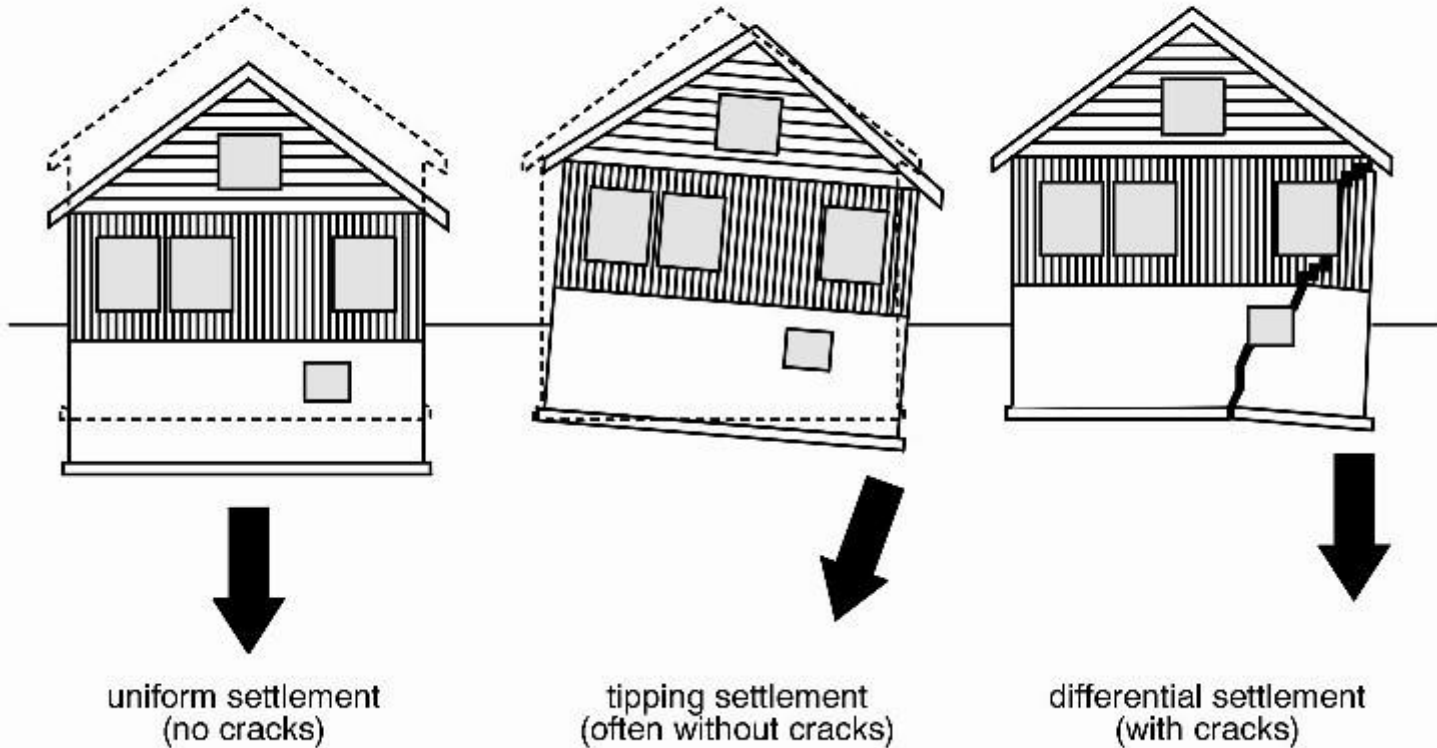 uniform settlement
(no cracks)
tipping settlement
(often without cracks)
differential settlement
(with cracks)